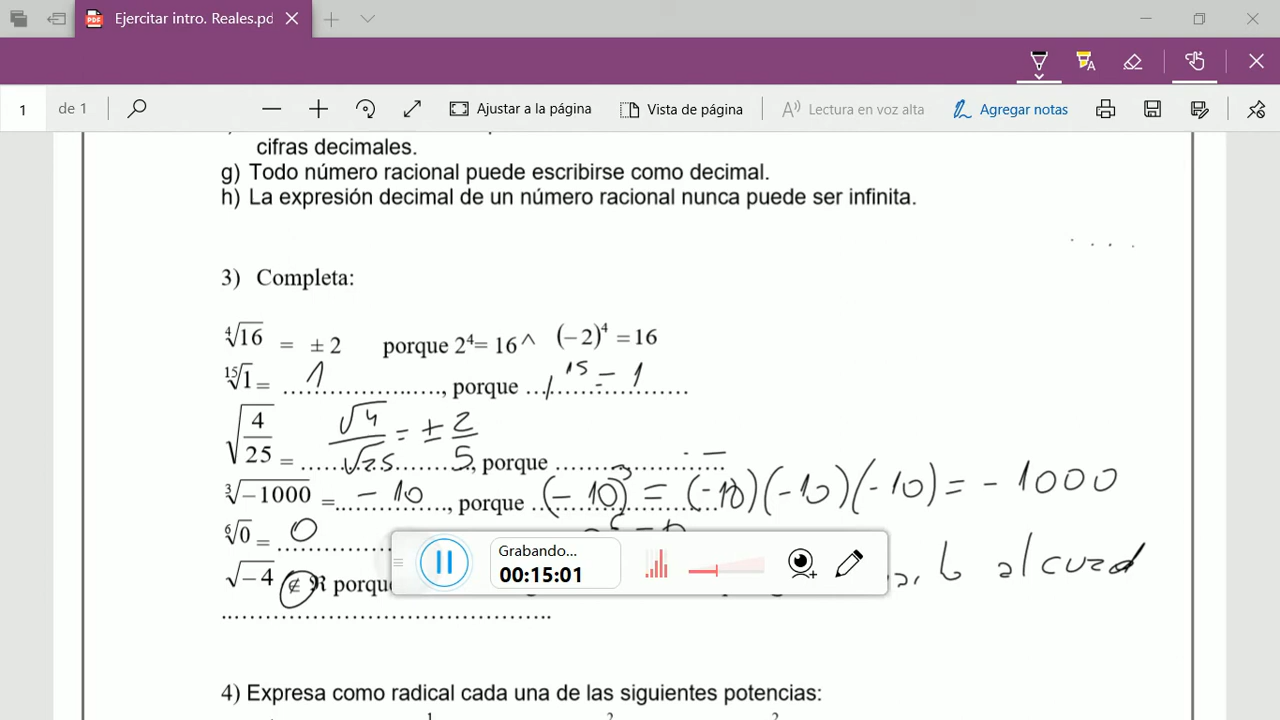 Ejercitar intro. Reales.pdf
1 de 1 Ajustar a la página Vista de página Lectura en voz alta Agregar notas
cifras decimales.
g) Todo número racional puede escribirse como decimal.
h) La expresión decimal de un número racional nunca puede ser infinita.
3) Completa:
⁴√16 = ± 2 porque 2⁴= 16 ^ (−2)⁴ = 16
¹⁵√1 = 1, porque 1¹⁵ = 1
√(4/25) = √4/√25 = ± 2/5, porque
³√−1000 = −10, porque (−10)³ = (−10)(−10)(−10) = −1000
⁶√0 = 0
√−4 ∉ ℜ porqu al cuad
Grabando...
00:15:01
4) Expresa como radical cada una de las siguientes potencias: